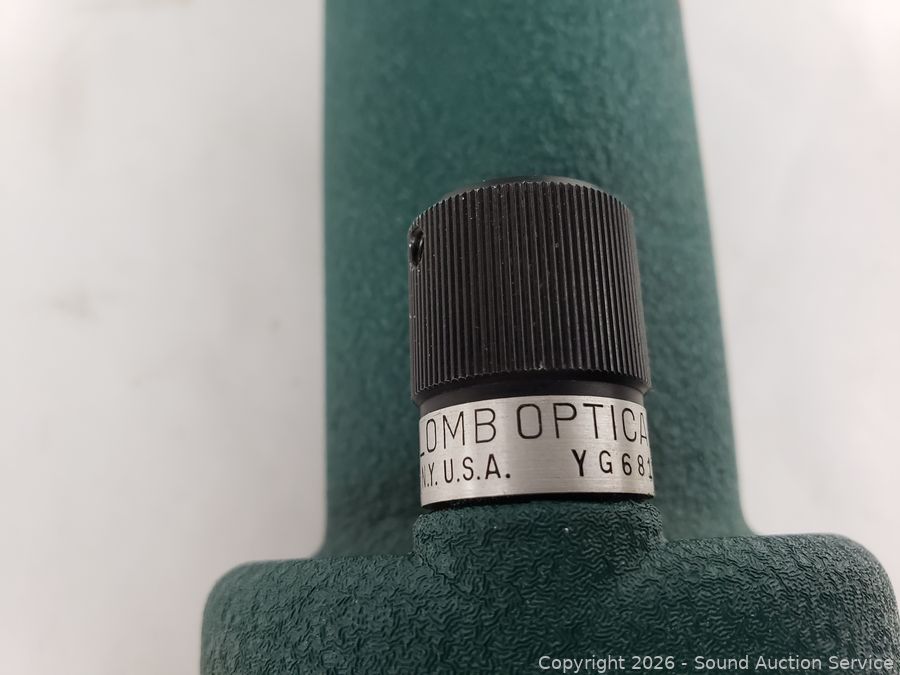 LOMB OPTICA
N.Y. U.S.A. YG681
Copyright 2026 - Sound Auction Service